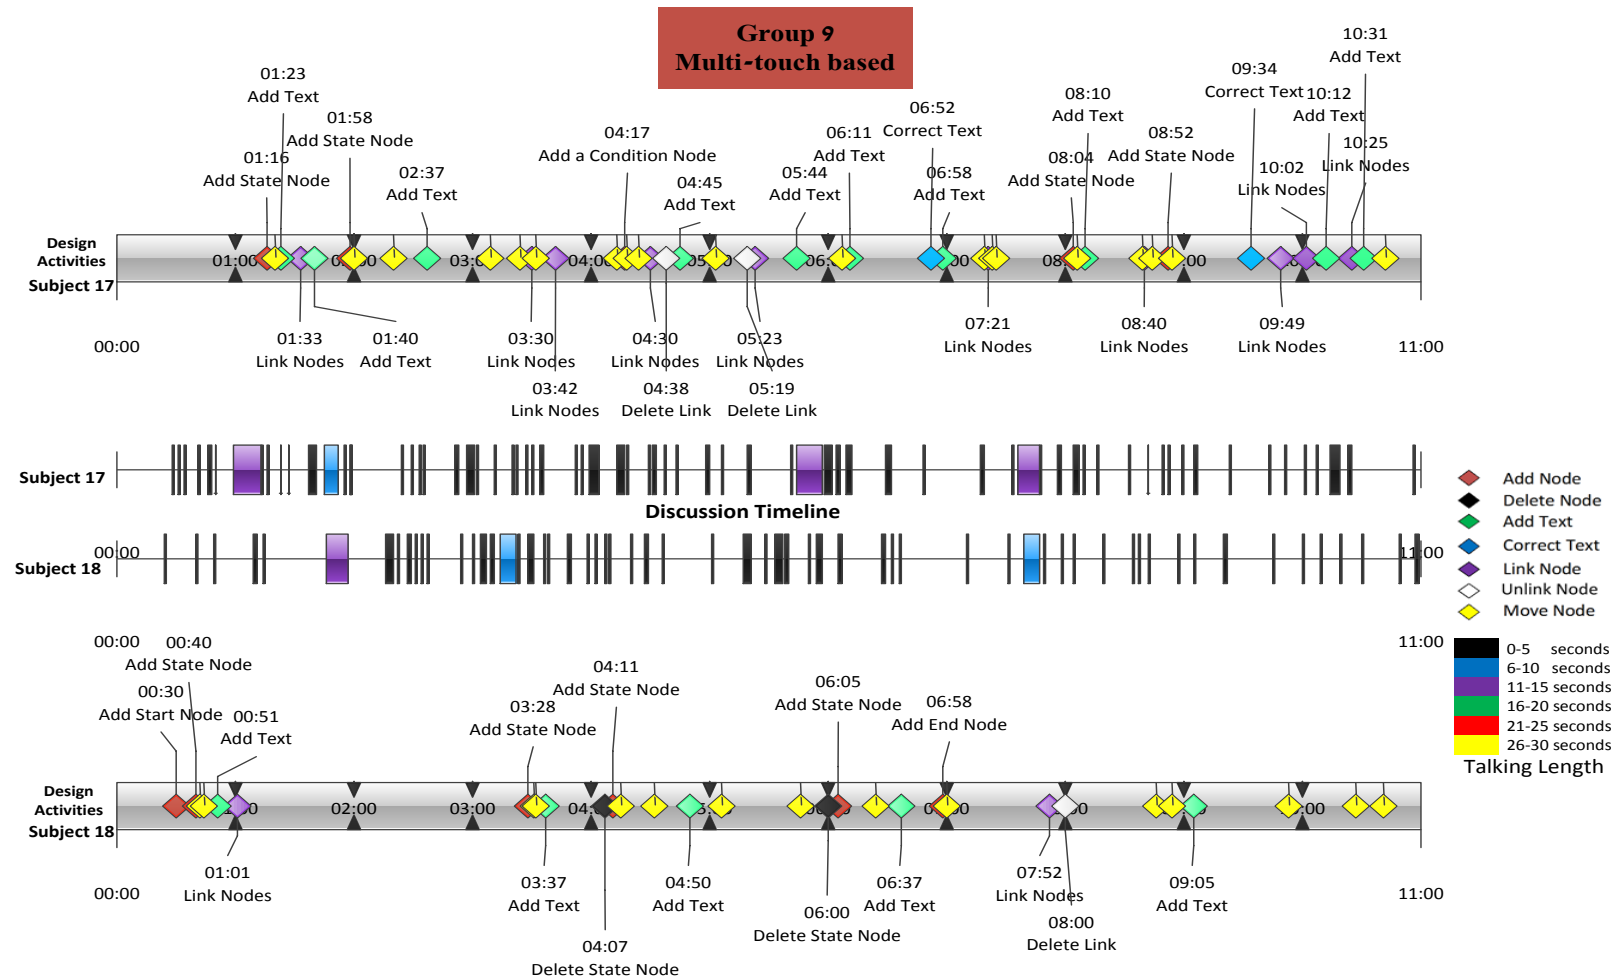 Group 9
Multi-touch based
10:31
Add Text
01:23
Add Text
09:34
Correct Text
08:10
Add Text
10:12
Add Text
06:52
Correct Text
01:58
Add State Node
04:17
Add a Condition Node
06:11
Add Text
08:52
Add State Node
10:25
Link Nodes
01:16
Add State Node
02:37
Add Text
04:45
Add Text
05:44
Add Text
06:58
Add Text
08:04
Add State Node
10:02
Link Nodes
Design
Activities
Subject 17
01:00
01:33
Link Nodes
01:40
Add Text
03:30
Link Nodes
04:30
Link Nodes
05:23
Link Nodes
07:21
Link Nodes
08:40
Link Nodes
09:49
Link Nodes
00:00
11:00
03:42
Link Nodes
04:38
Delete Link
05:19
Delete Link
Subject 17
Discussion Timeline
00:00
11:00
Subject 18
00:00
11:00
Add Node
Delete Node
Add Text
Correct Text
Link Node
Unlink Node
Move Node
0-5 seconds
6-10 seconds
11-15 seconds
16-20 seconds
21-25 seconds
26-30 seconds
Talking Length
00:40
Add State Node
00:30
Add Start Node
00:51
Add Text
03:28
Add State Node
04:11
Add State Node
06:05
Add State Node
06:58
Add End Node
Design
Activities
Subject 18
02:00
03:00
01:01
Link Nodes
03:37
Add Text
04:50
Add Text
06:37
Add Text
07:52
Link Nodes
09:05
Add Text
00:00
11:00
04:07
Delete State Node
06:00
Delete State Node
08:00
Delete Link